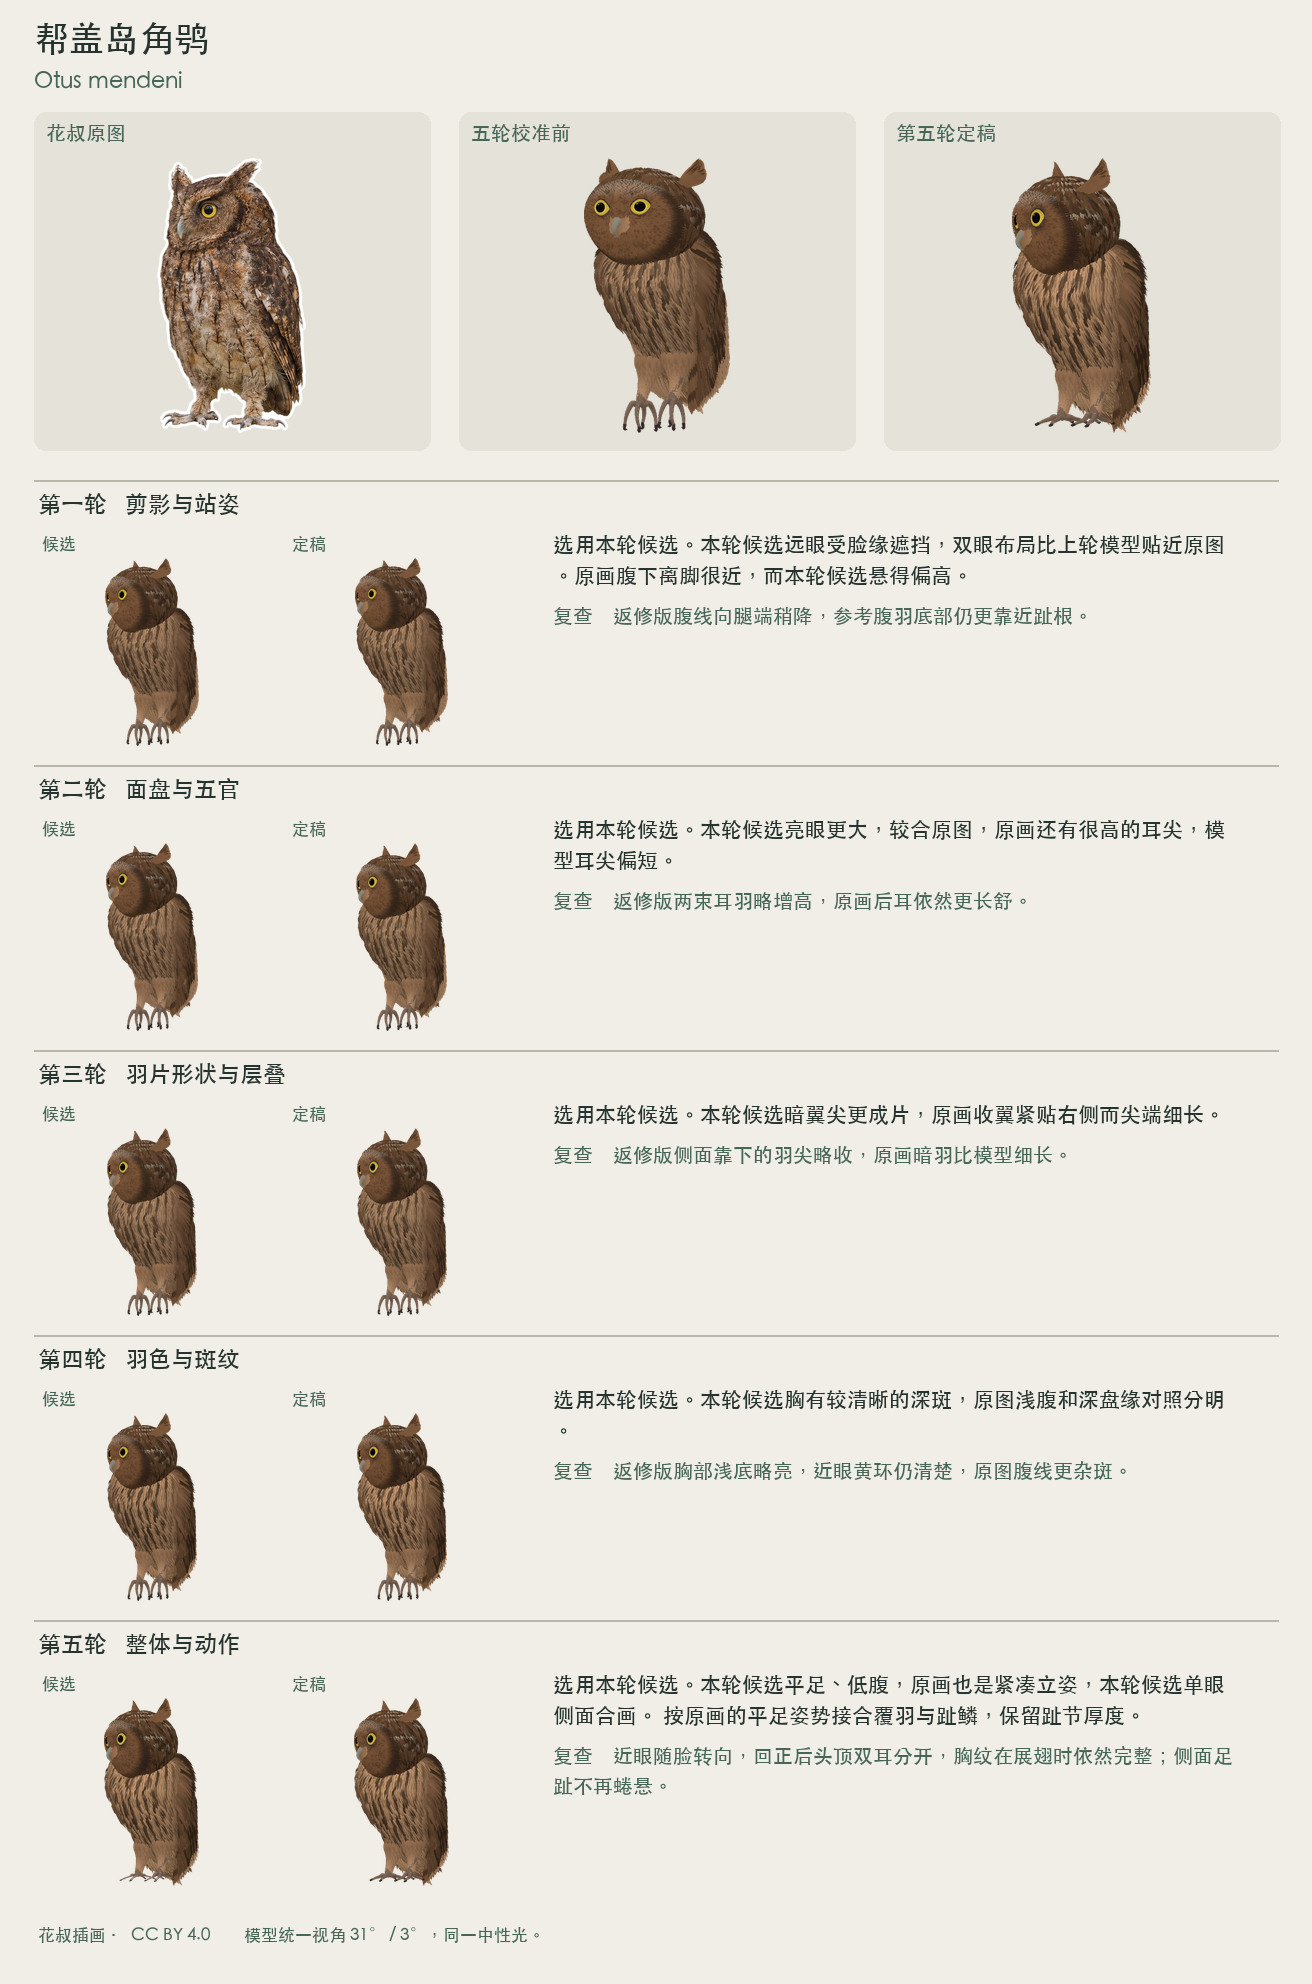 帮盖岛角鸮
Otus mendeni
花叔原图
五轮校准前
第五轮定稿
第一轮 剪影与站姿
候选
定稿
选用本轮候选。本轮候选远眼受脸缘遮挡，双眼布局比上轮模型贴近原图
。原画腹下离脚很近，而本轮候选悬得偏高。
复查 返修版腹线向腿端稍降，参考腹羽底部仍更靠近趾根。
第二轮 面盘与五官
候选
定稿
选用本轮候选。本轮候选亮眼更大，较合原图，原画还有很高的耳尖，模
型耳尖偏短。
复查 返修版两束耳羽略增高，原画后耳依然更长舒。
第三轮 羽片形状与层叠
候选
定稿
选用本轮候选。本轮候选暗翼尖更成片，原画收翼紧贴右侧而尖端细长。
复查 返修版侧面靠下的羽尖略收，原画暗羽比模型细长。
第四轮 羽色与斑纹
候选
定稿
选用本轮候选。本轮候选胸有较清晰的深斑，原图浅腹和深盘缘对照分明
。
复查 返修版胸部浅底略亮，近眼黄环仍清楚，原图腹线更杂斑。
第五轮 整体与动作
候选
定稿
选用本轮候选。本轮候选平足、低腹，原画也是紧凑立姿，本轮候选单眼
侧面合画。 按原画的平足姿势接合覆羽与趾鳞，保留趾节厚度。
复查 近眼随脸转向，回正后头顶双耳分开，胸纹在展翅时依然完整；侧面足
趾不再蜷悬。
花叔插画 · CC BY 4.0 模型统一视角 31° / 3° ，同一中性光。